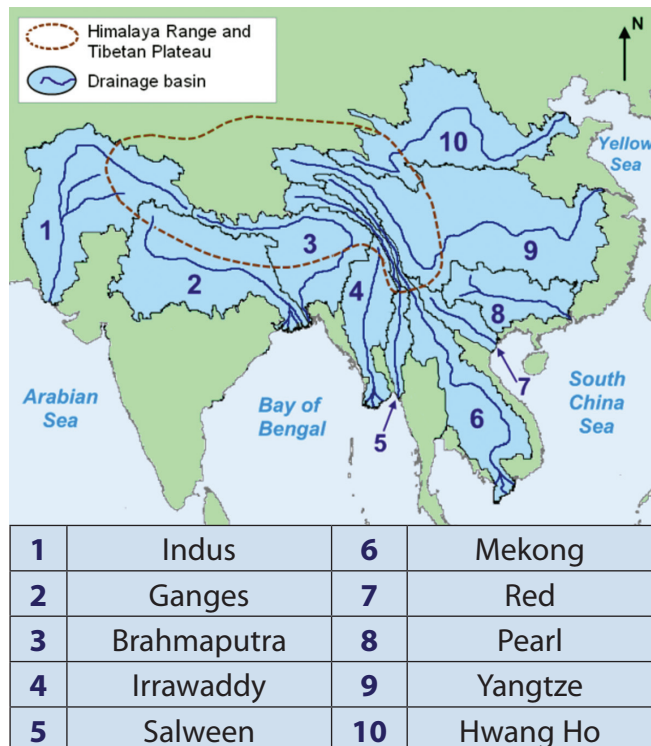 Himalaya Range and
Tibetan Plateau
Drainage basin
N
Yellow
Sea
10
1
3
9
2
4
8
7
Arabian
Sea
Bay of
Bengal
5
6
South
China
Sea
1 Indus 6 Mekong
2 Ganges 7 Red
3 Brahmaputra 8 Pearl
4 Irrawaddy 9 Yangtze
5 Salween 10 Hwang Ho